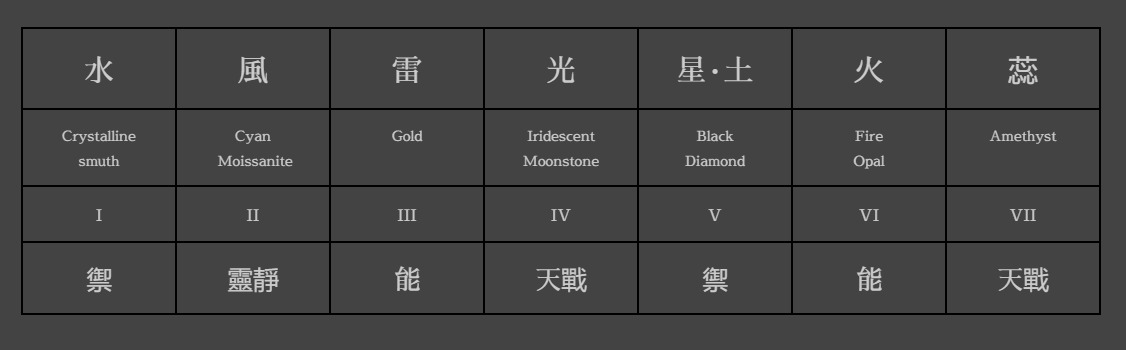 水 風 雷 光 星·土 火 蕊
Crystalline Cyan Gold Iridescent Black Fire Amethyst
smuth Moissanite Moonstone Diamond Opal
I II III IV V VI VII
禦 靈靜 能 天戰 禦 能 天戰